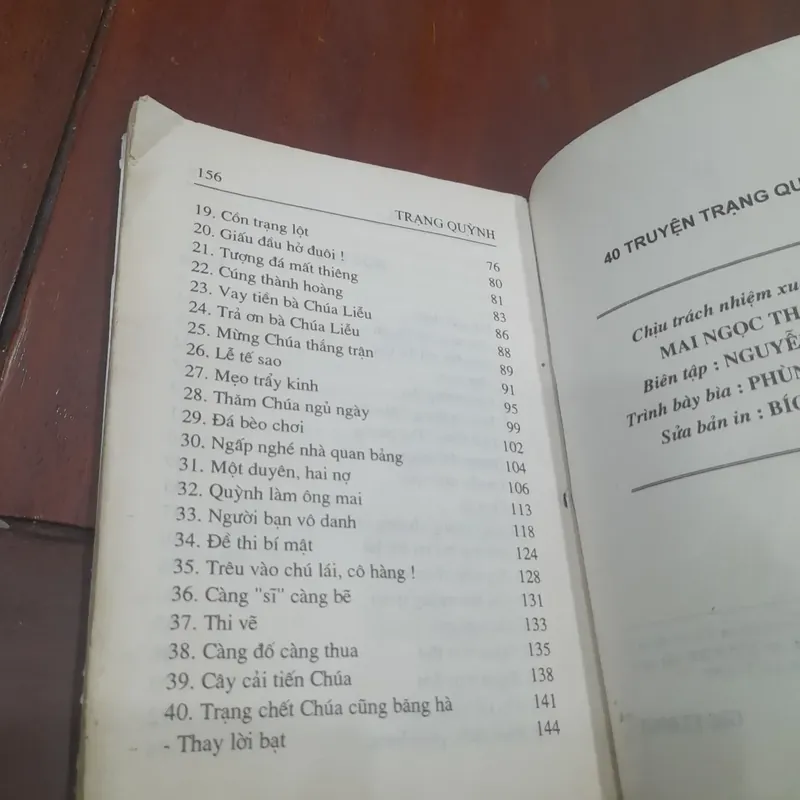 156
TRẠNG QUỲNH
19. Cồn trạng lột 76
20. Giấu đầu hở đuôi ! 80
21. Tượng đá mất thiêng 81
22. Cúng thành hoàng 83
23. Vay tiền bà Chúa Liễu 86
24. Trả ơn bà Chúa Liễu 88
25. Mừng Chúa thắng trận 89
26. Lễ tế sao 91
27. Mẹo trẩy kinh 95
28. Thăm Chúa ngủ ngày 99
29. Đá bèo chơi 102
30. Ngấp nghé nhà quan bảng 104
31. Một duyên, hai nợ 106
32. Quỳnh làm ông mai 113
33. Người bạn vô danh 118
34. Đề thi bí mật 124
35. Trêu vào chú lái, cô hàng ! 128
36. Càng "sĩ" càng bẽ 131
37. Thi vẽ 133
38. Càng đố càng thua 135
39. Cây cải tiến Chúa 138
40. Trạng chết Chúa cũng băng hà 141
- Thay lời bạt 144
40 TRUYỆN TRẠNG QU
Chịu trách nhiệm xu
MAI NGỌC TH
Biên tập : NGUYỄ
Trình bày bìa : PHÙN
Sửa bản in : BÍC